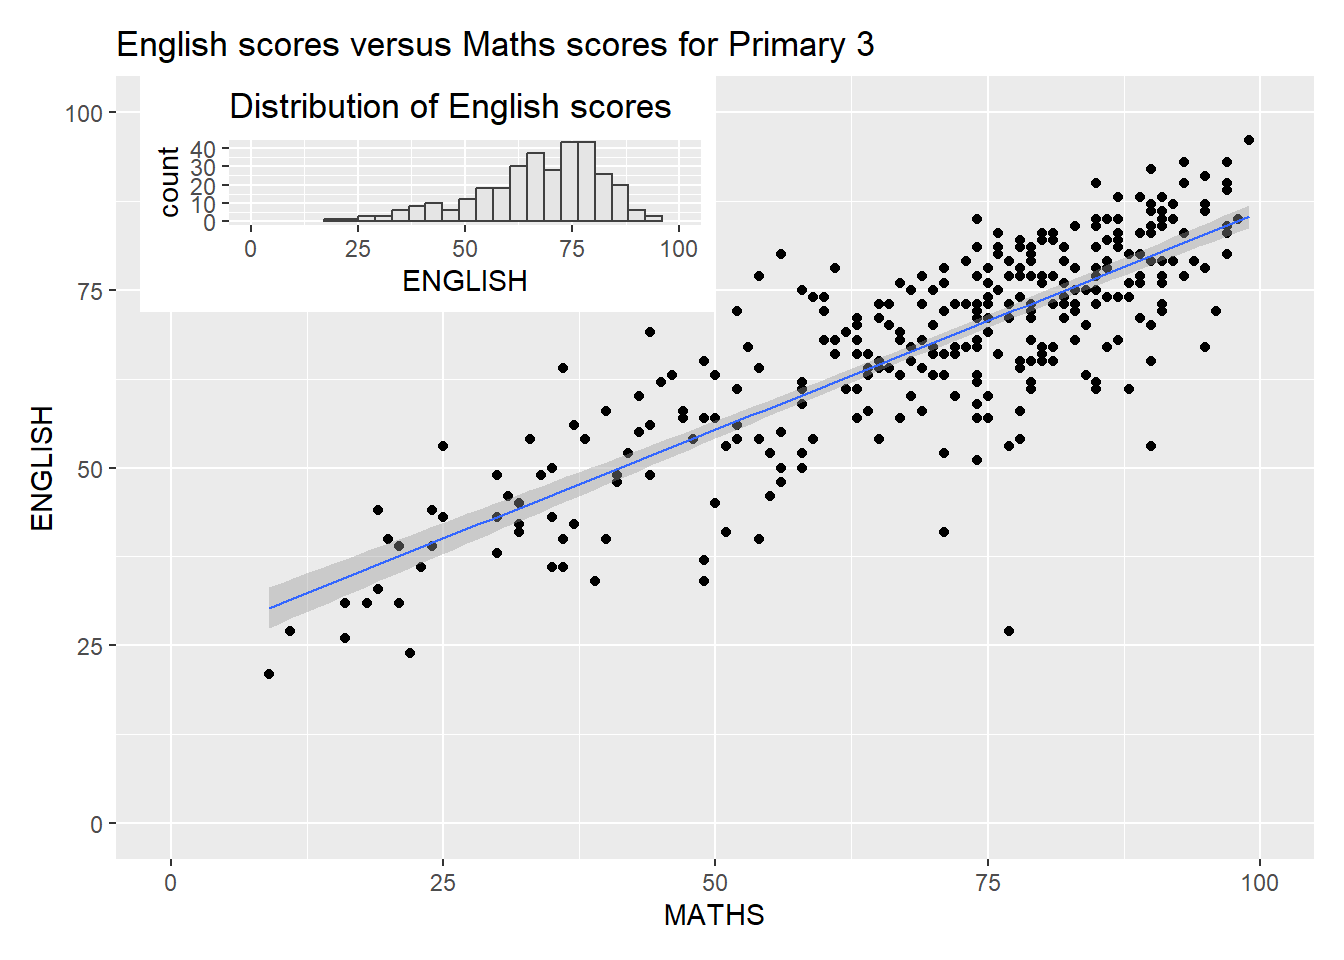 English scores versus Maths scores for Primary 3
Distribution of English scores
count
40
30
20
10
0
0 25 50 75 100
ENGLISH
ENGLISH
100
75
50
25
0
0 25 50 75 100
MATHS